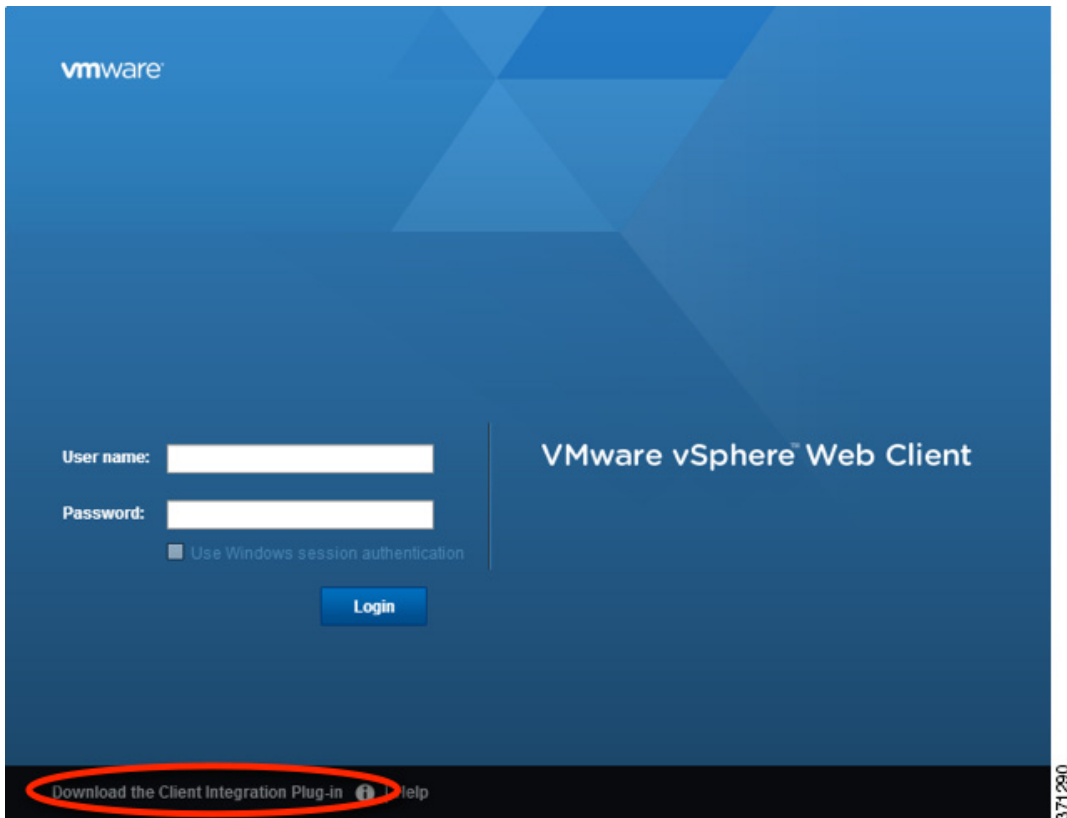 vmware
User name:
VMware vSphere™ Web Client
Password:
Use Windows session authentication
Login
Download the Client Integration Plug-in i | Help
371290